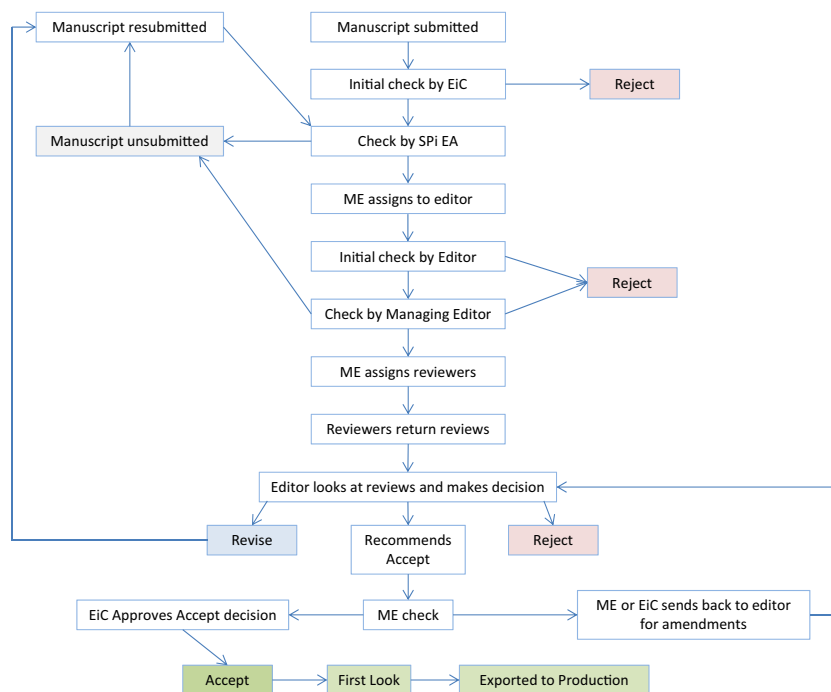 Manuscript resubmitted
Manuscript submitted
Initial check by EiC
Reject
Manuscript unsubmitted
Check by SPi EA
ME assigns to editor
Initial check by Editor
Reject
Check by Managing Editor
ME assigns reviewers
Reviewers return reviews
Editor looks at reviews and makes decision
Revise
Recommends
Accept
Reject
EiC Approves Accept decision
ME check
ME or EiC sends back to editor
for amendments
Accept
First Look
Exported to Production